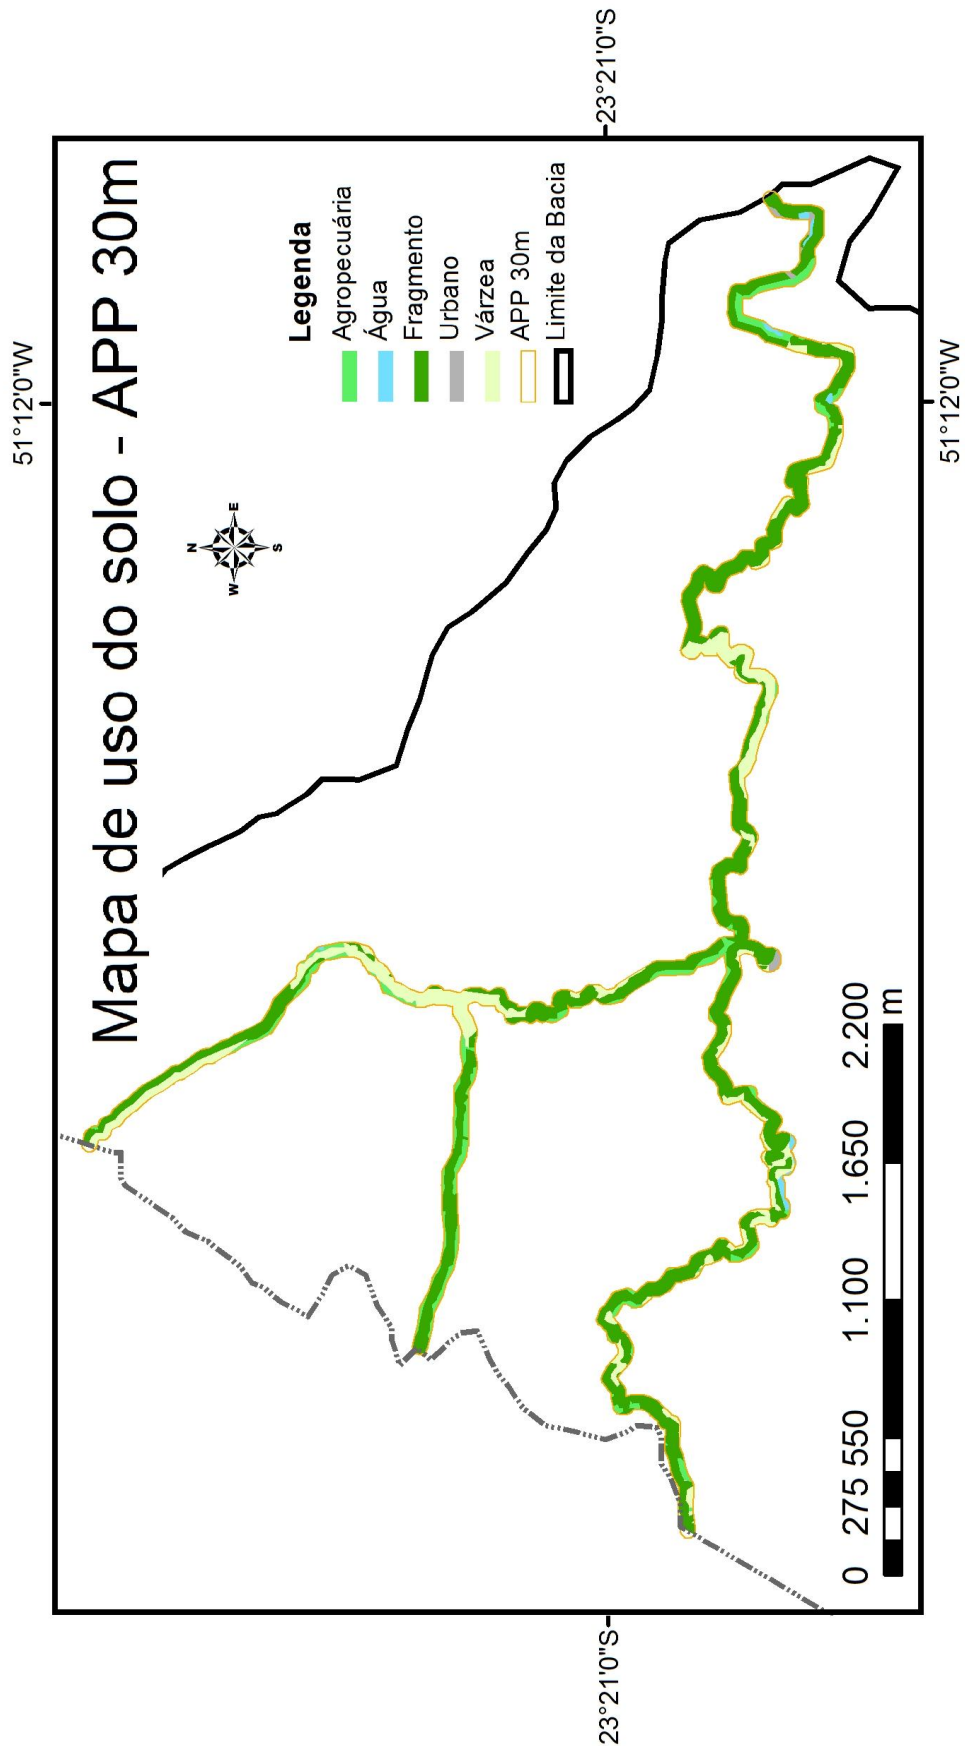 51°12'0"W
Mapa de uso do solo - APP 30m
N
W
E
S
Legenda
Agropecuária
Água
Fragmento
Urbano
Várzea
APP 30m
Limite da Bacia
23°21'0"S
23°21'0"S
0 275 550 1.100 1.650 2.200
m
51°12'0"W